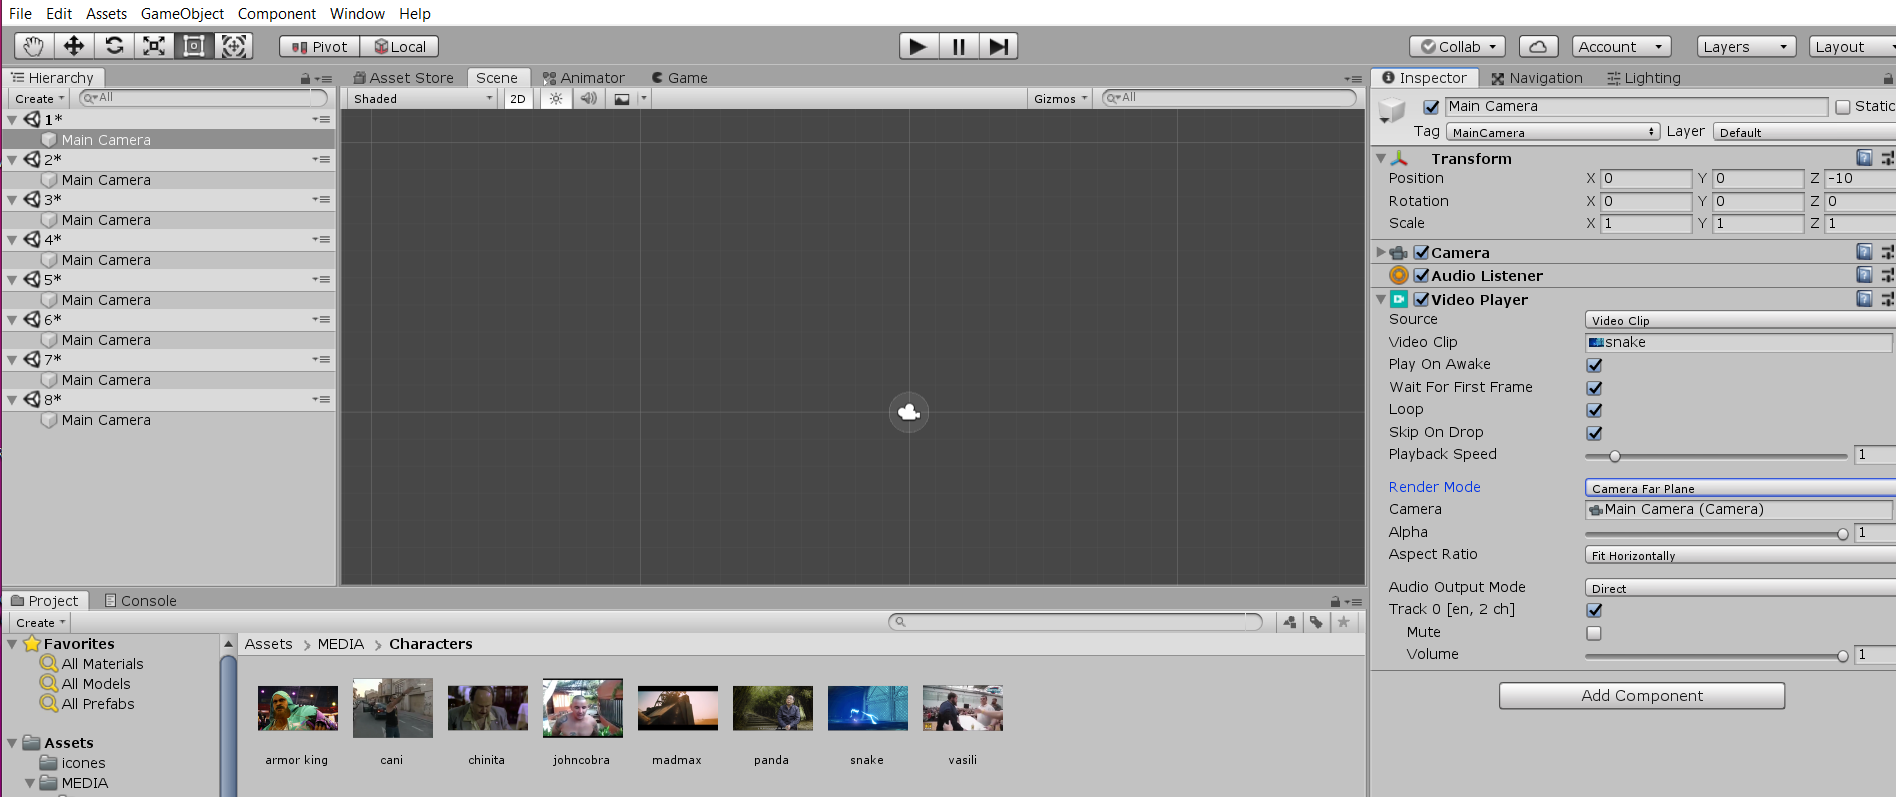 File Edit Assets GameObject Component Window Help
Pivot Local Collab Account Layers Layout
Hierarchy Asset Store Scene Animator Game Inspector Navigation Lighting
Create All Shaded 2D Gizmos All
Main Camera Static
Tag MainCamera Layer Default
1*
Main Camera
2*
Main Camera
3*
Main Camera
4*
Main Camera
5*
Main Camera
6*
Main Camera
7*
Main Camera
8*
Main Camera
Transform
Position X 0 Y 0 Z -10
Rotation X 0 Y 0 Z 0
Scale X 1 Y 1 Z 1
Camera
Audio Listener
Video Player
Source Video Clip
Video Clip snake
Play On Awake
Wait For First Frame
Loop
Skip On Drop
Playback Speed 1
Render Mode Camera Far Plane
Camera Main Camera (Camera)
Alpha 1
Aspect Ratio Fit Horizontally
Audio Output Mode Direct
Track 0 [en, 2 ch]
Mute
Volume 1
Add Component
Project Console
Create
Favorites
All Materials
All Models
All Prefabs
Assets
icones
MEDIA
Assets > MEDIA > Characters
armor king cani chinita johncobra madmax panda snake vasili